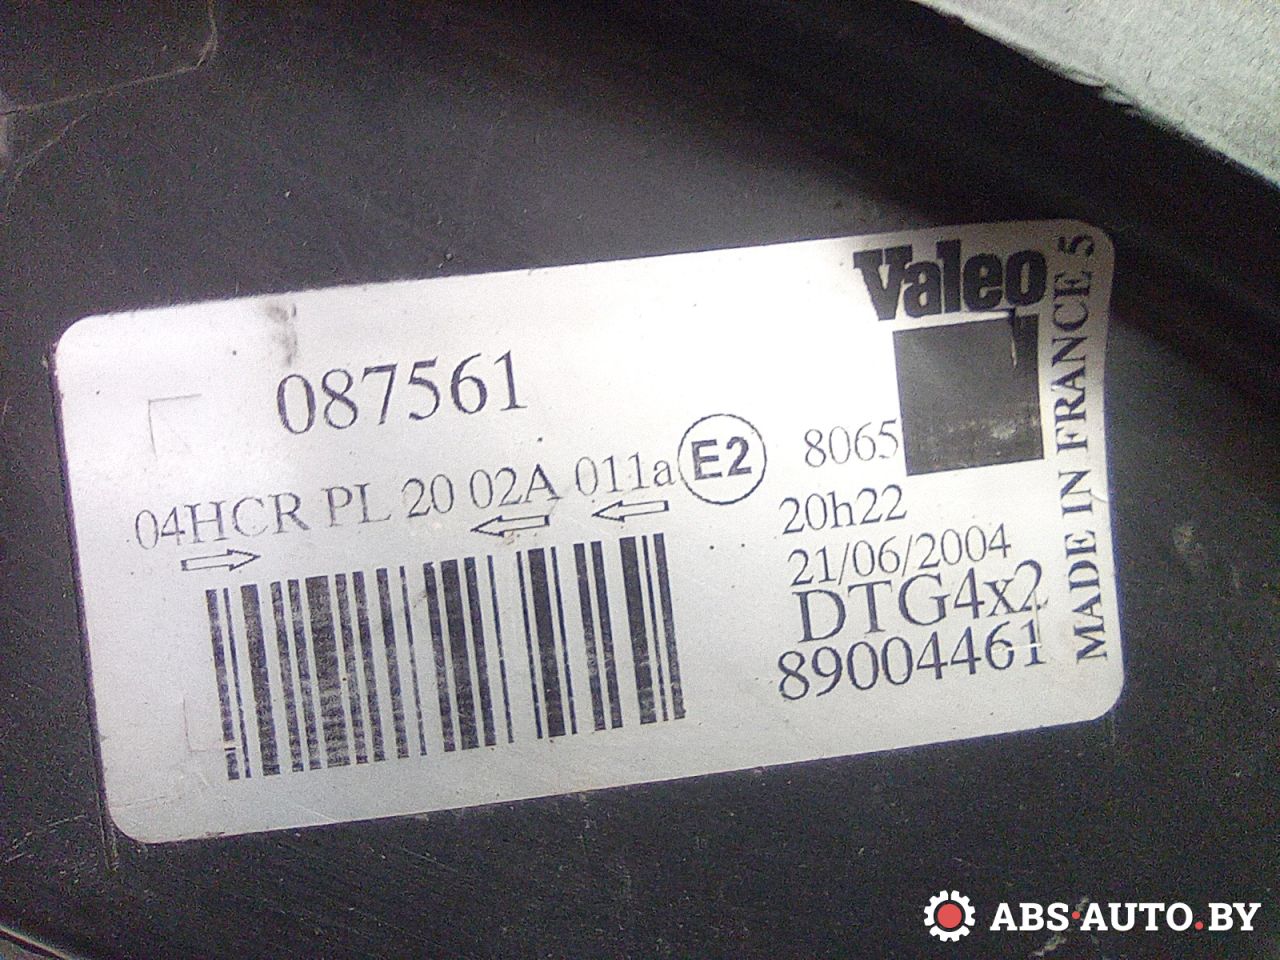 Valeo
087561
04HCR PL 20 02A 011a E2 8065
20h22
21/06/2004
DTG4x2
89004461
MADE IN FRANCE 5
ABS·AUTO.BY